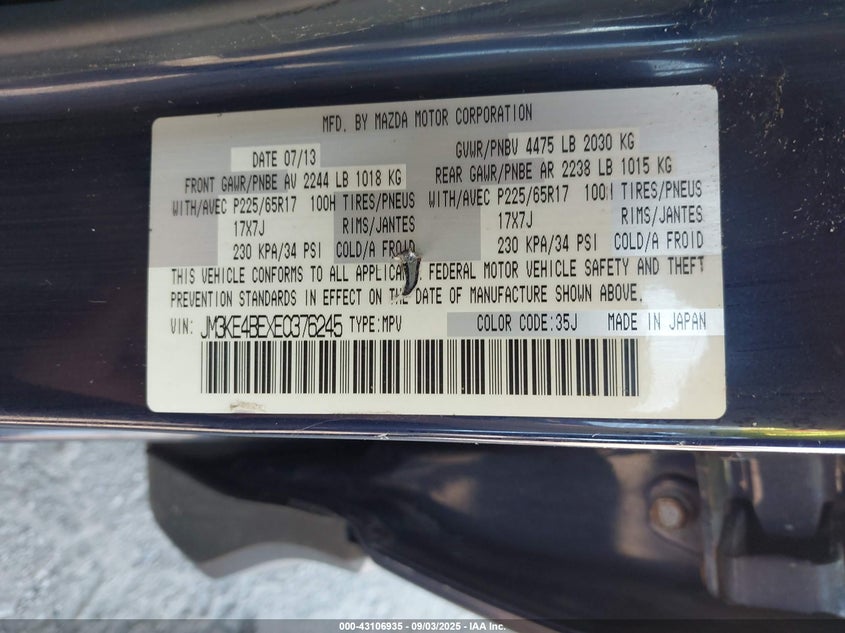 MFD. BY MAZDA MOTOR CORPORATION
DATE 07/13 GVWR/PNBV 4475 LB 2030 KG
FRONT GAWR/PNBE AV 2244 LB 1018 KG REAR GAWR/PNBE AR 2238 LB 1015 KG
WITH/AVEC P225/65R17 100H TIRES/PNEUS WITH/AVEC P225/65R17 100H TIRES/PNEUS
17X7J RIMS/JANTES 17X7J RIMS/JANTES
230 KPA/34 PSI COLD/A FROID 230 KPA/34 PSI COLD/A FROID
THIS VEHICLE CONFORMS TO ALL FEDERAL MOTOR VEHICLE SAFETY AND THEFT
PREVENTION STANDARDS IN EFFECT ON THE DATE OF MANUFACTURE SHOWN ABOVE.
VIN: JM3KE4BEXE0376245 TYPE:MPV COLOR CODE:35J MADE IN JAPAN
000-43106935 - 09/03/2025 - IAA Inc.